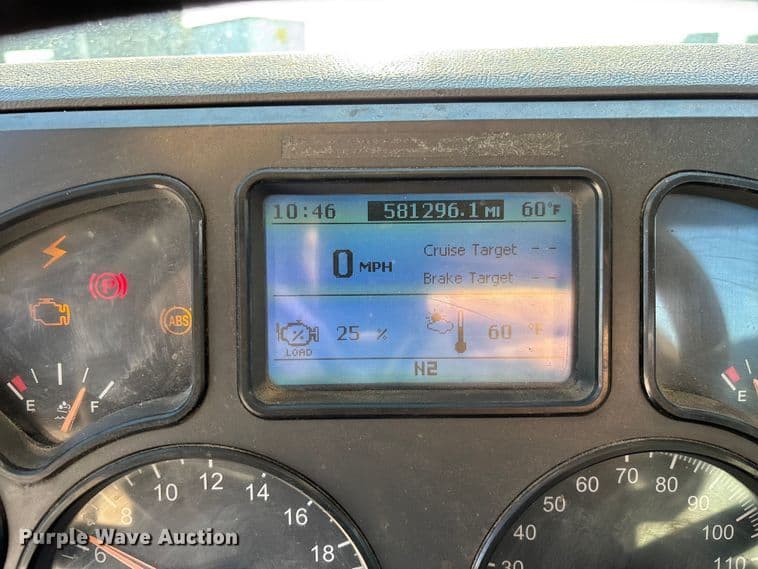 10:46 581296.1 MI 60°F
0 MPH
Cruise Target - -
Brake Target - -
LOAD 25 % 60 °F
N2
P
ABS
E F
E
6 8 10 12 14 16 18
30 40 50 60 70 80 90 100 110
Purple Wave Auction